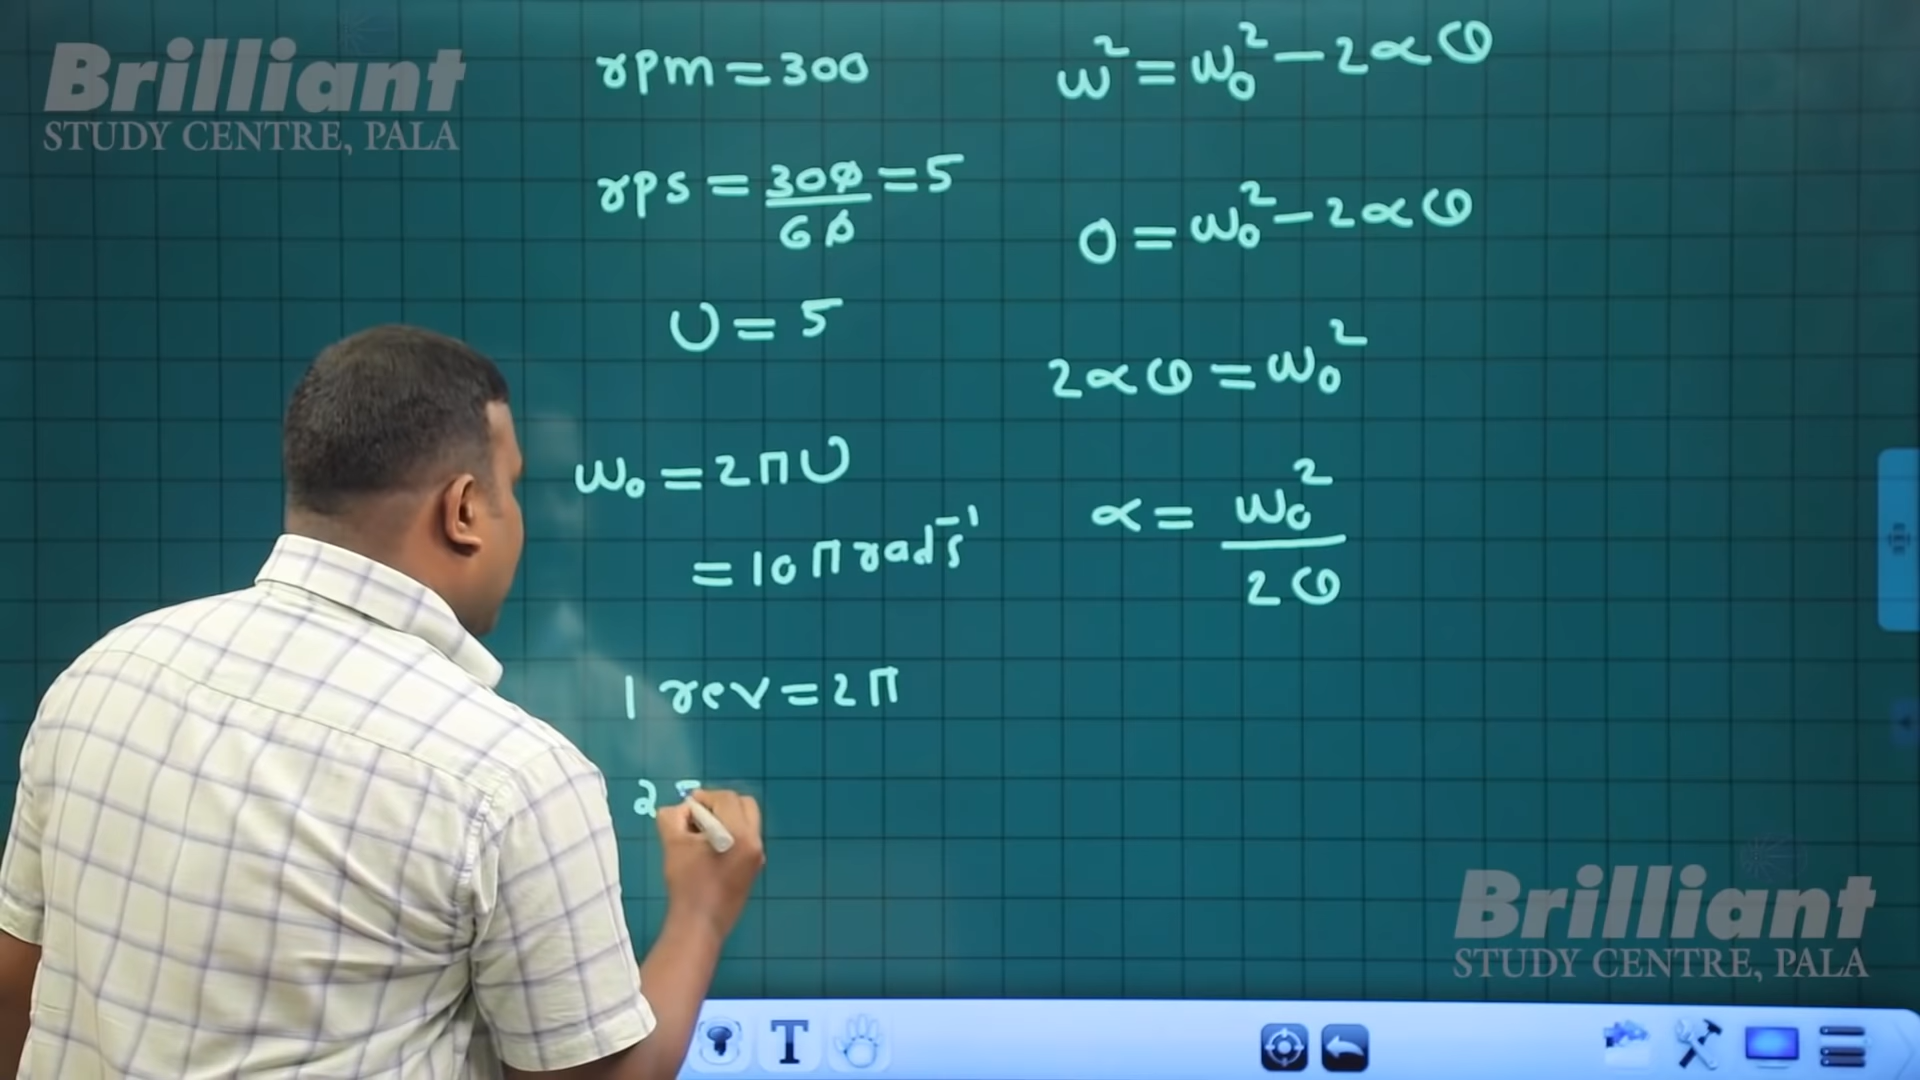 Brilliant
STUDY CENTRE, PALA
rpm = 300
rps = 300/60 = 5
υ = 5
ω₀ = 2πυ
= 10π rad s⁻¹
1 rev = 2π
ω² = ω₀² − 2αθ
0 = ω₀² − 2αθ
2αθ = ω₀²
α = ω₀²/2θ
Brilliant
STUDY CENTRE, PALA
T